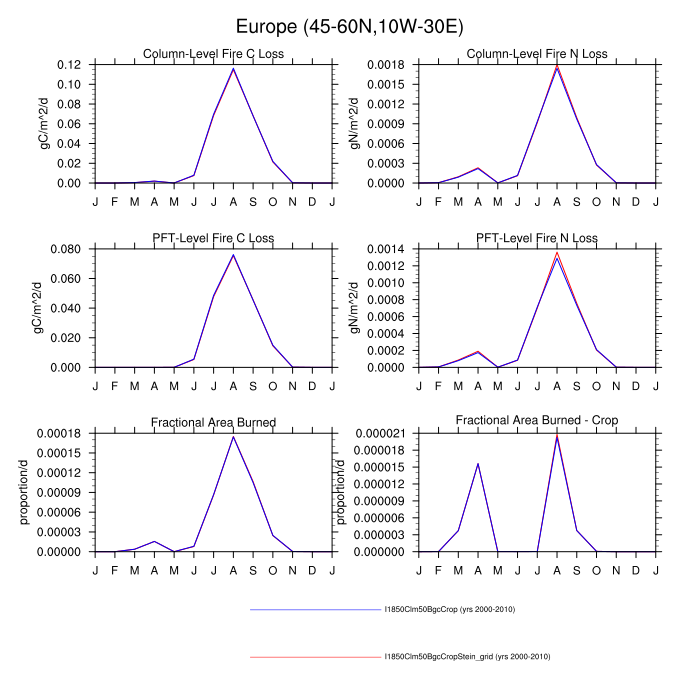 Europe (45-60N,10W-30E)
Column-Level Fire C Loss
gC/m^2/d
0.12
0.10
0.08
0.06
0.04
0.02
0.00
J F M A M J J A S O N D J
Column-Level Fire N Loss
gN/m^2/d
0.0018
0.0015
0.0012
0.0009
0.0006
0.0003
0.0000
J F M A M J J A S O N D J
PFT-Level Fire C Loss
gC/m^2/d
0.080
0.060
0.040
0.020
0.000
J F M A M J J A S O N D J
PFT-Level Fire N Loss
gN/m^2/d
0.0014
0.0012
0.0010
0.0008
0.0006
0.0004
0.0002
0.0000
J F M A M J J A S O N D J
Fractional Area Burned
proportion/d
0.00018
0.00015
0.00012
0.00009
0.00006
0.00003
0.00000
J F M A M J J A S O N D J
Fractional Area Burned - Crop
proportion/d
0.000021
0.000018
0.000015
0.000012
0.000009
0.000006
0.000003
0.000000
J F M A M J J A S O N D J
I1850Clm50BgcCrop (yrs 2000-2010)
I1850Clm50BgcCropStein_grid (yrs 2000-2010)